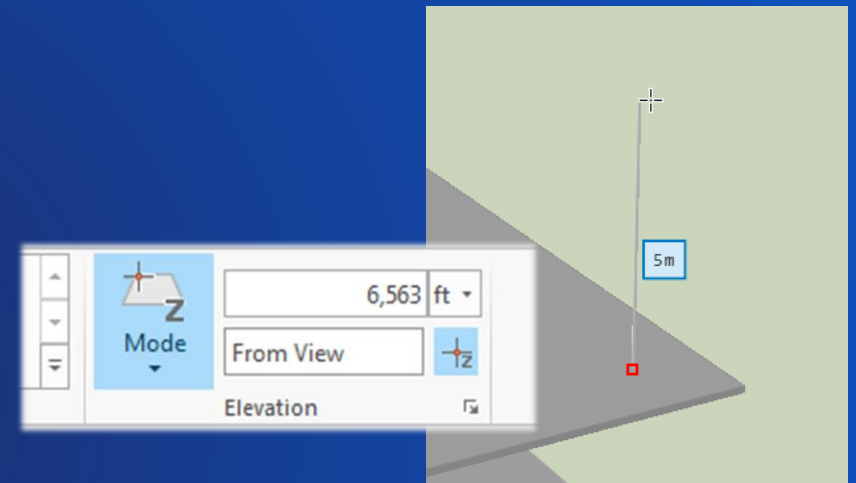 5m
6,563 ft
Z
Mode
From View
z
Elevation